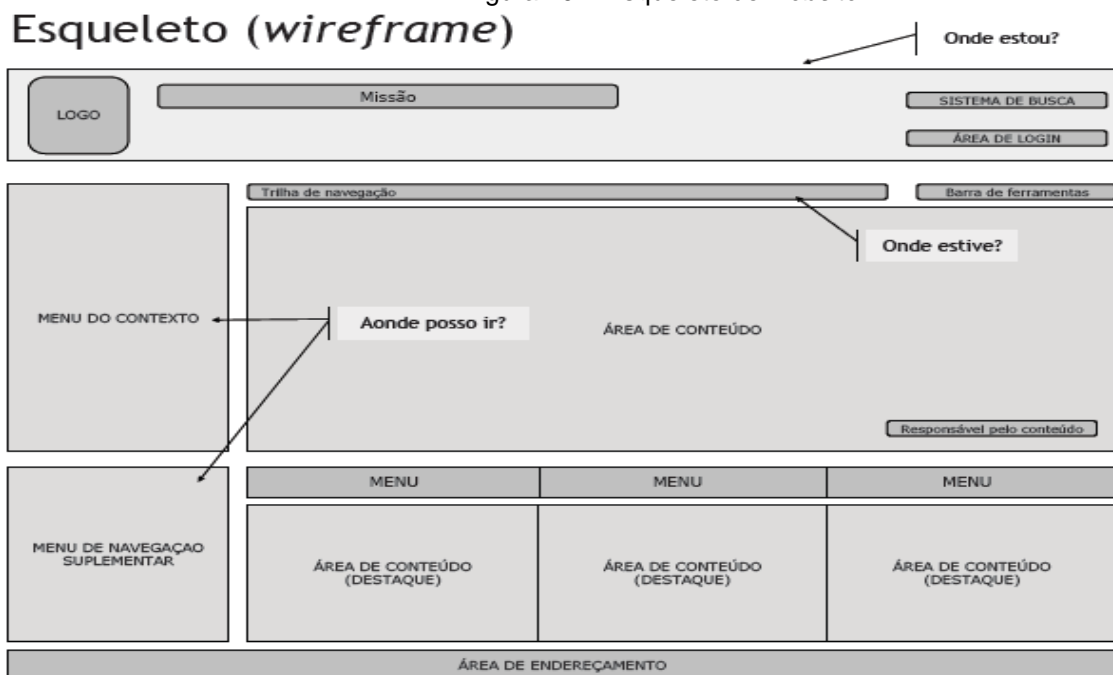 Esqueleto (wireframe)
Onde estou?
LOGO
Missão
SISTEMA DE BUSCA
ÁREA DE LOGIN
Trilha de navegação
Barra de ferramentas
Onde estive?
MENU DO CONTEXTO
Aonde posso ir?
ÁREA DE CONTEÚDO
Responsável pelo conteúdo
MENU
MENU
MENU
MENU DE NAVEGAÇAO
SUPLEMENTAR
ÁREA DE CONTEÚDO
(DESTAQUE)
ÁREA DE CONTEÚDO
(DESTAQUE)
ÁREA DE CONTEÚDO
(DESTAQUE)
ÁREA DE ENDEREÇAMENTO